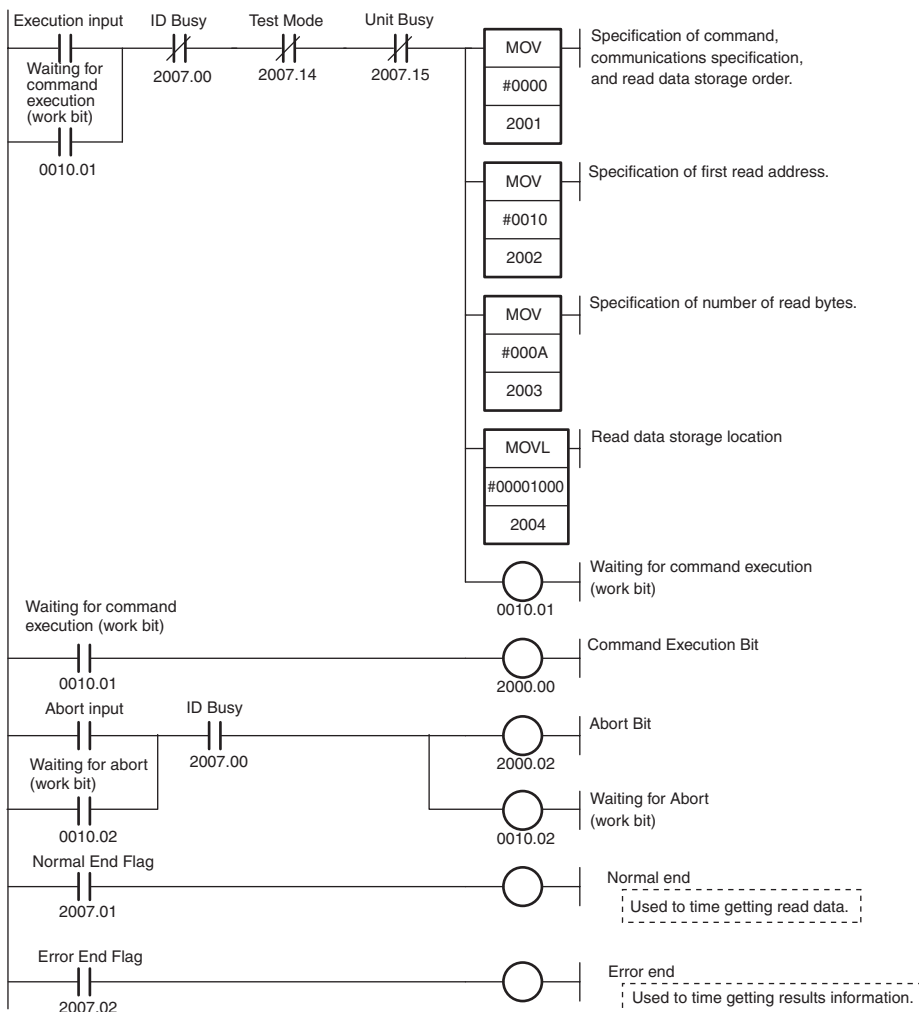 Execution input
ID Busy
Test Mode
Unit Busy
2007.00
2007.14
2007.15
Waiting for
command
execution
(work bit)
0010.01
MOV
#0000
2001
Specification of command,
communications specification,
and read data storage order.
MOV
#0010
2002
Specification of first read address.
MOV
#000A
2003
Specification of number of read bytes.
MOVL
#00001000
2004
Read data storage location
0010.01
Waiting for command execution
(work bit)
Waiting for command
execution (work bit)
0010.01
2000.00
Command Execution Bit
Abort input
ID Busy
2007.00
2000.02
Abort Bit
Waiting for abort
(work bit)
0010.02
0010.02
Waiting for Abort
(work bit)
Normal End Flag
2007.01
Normal end
Used to time getting read data.
Error End Flag
2007.02
Error end
Used to time getting results information.